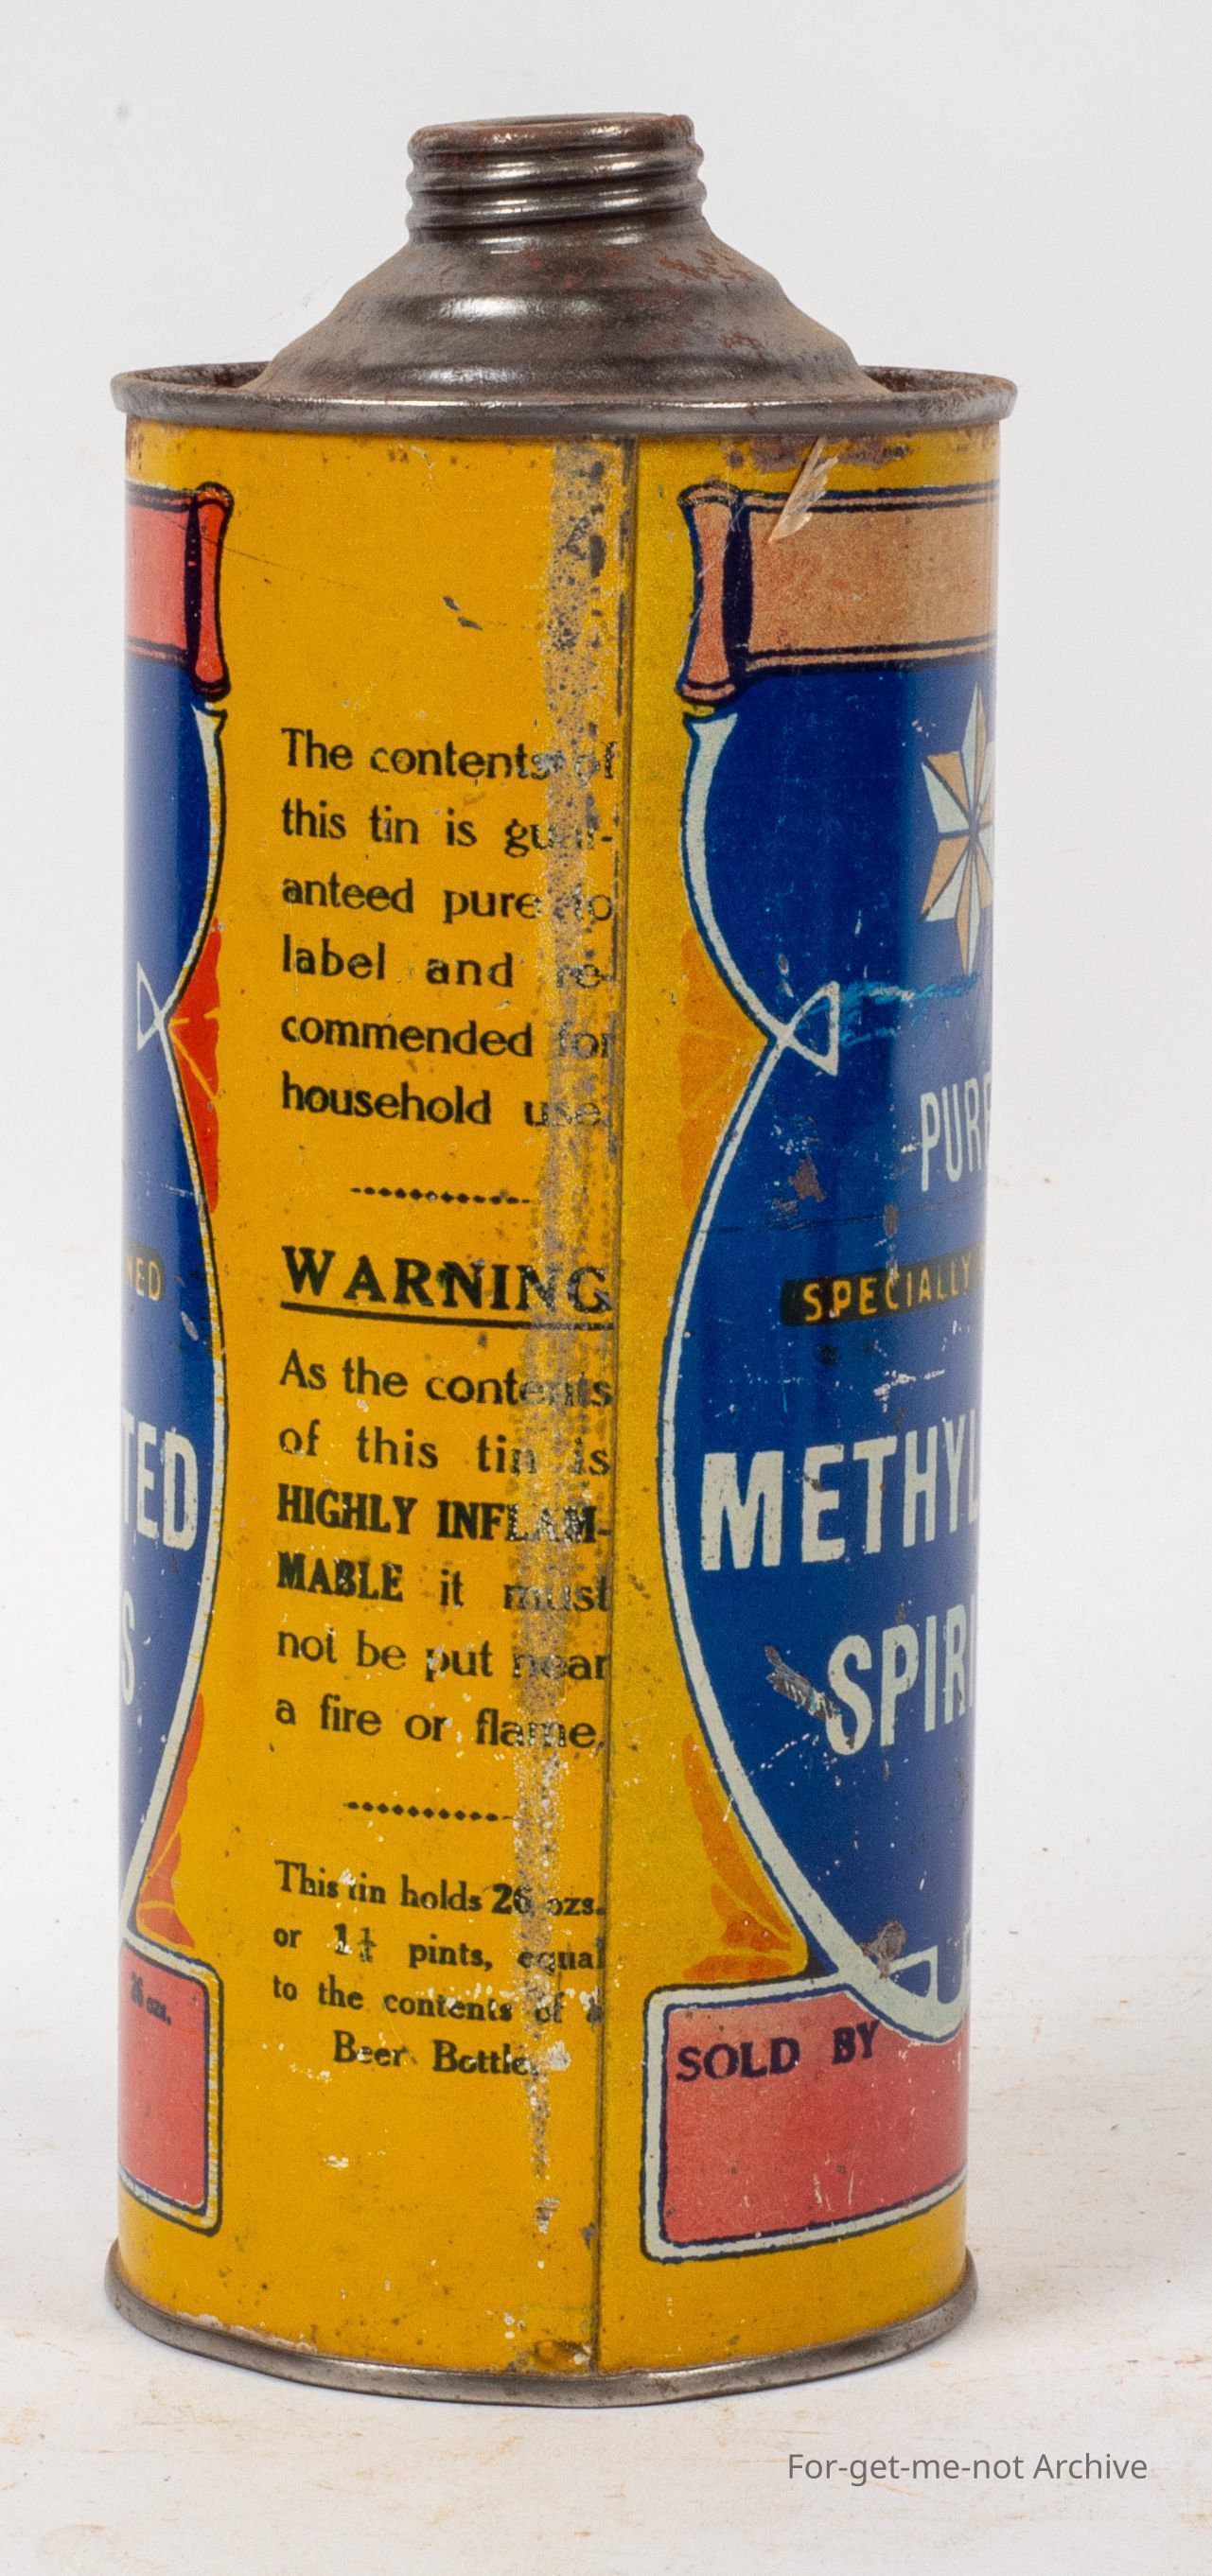 The contents of
this tin is guar-
anteed pure to
label and re-
commended for
household use.
WARNING
As the contents
of this tin is
HIGHLY INFLAM-
MABLE it must
not be put near
a fire or flame.
This tin holds 26 ozs.
or 1¼ pints, equal
to the contents of a
Beer Bottle.
NED
TED
S
26 ozs.
PURE
SPECIALLY
METHYL
SPIRI
SOLD BY
For-get-me-not Archive